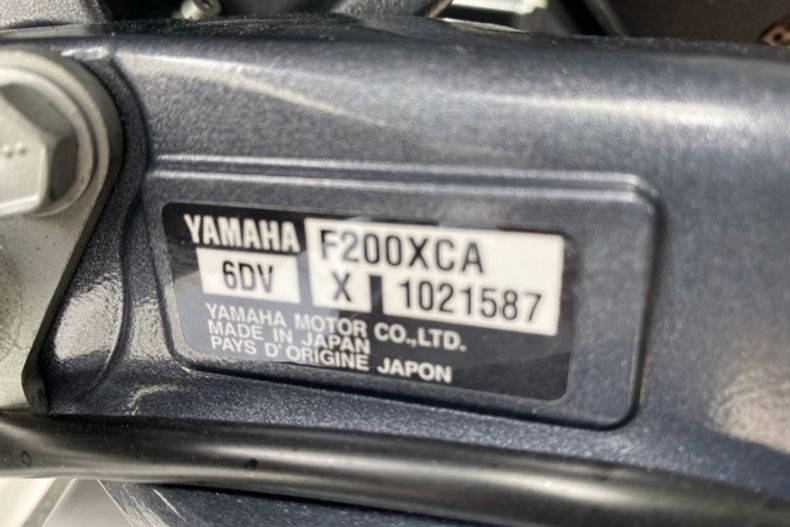 YAMAHA F200XCA
6DV X 1021587
YAMAHA MOTOR CO.,LTD.
MADE IN JAPAN
PAYS D'ORIGINE JAPON